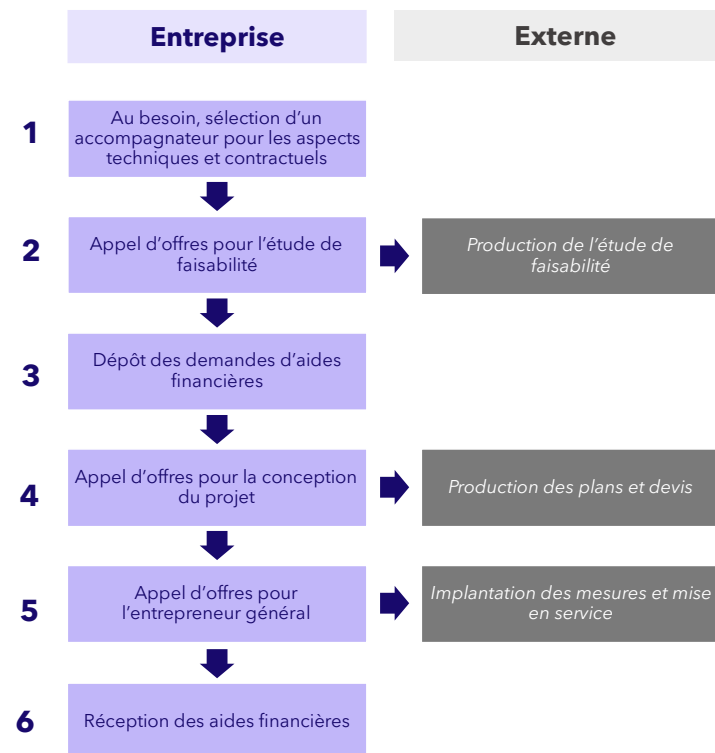 Entreprise
Externe
1
Au besoin, sélection d’un
accompagnateur pour les aspects
techniques et contractuels
2
Appel d’offres pour l’étude de
faisabilité
Production de l’étude de
faisabilité
3
Dépôt des demandes d’aides
financières
4
Appel d’offres pour la conception
du projet
Production des plans et devis
5
Appel d’offres pour
l’entrepreneur général
Implantation des mesures et mise
en service
6
Réception des aides financières